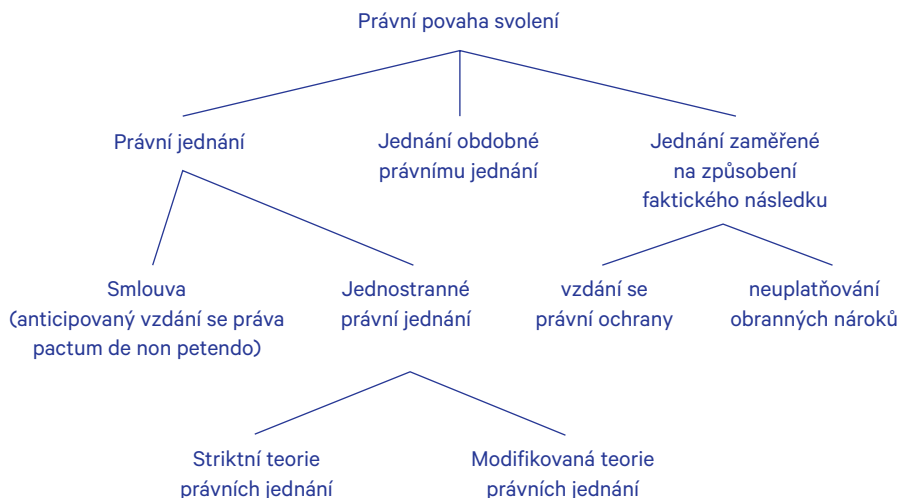 Právní povaha svolení
Právní jednání
Jednání obdobné
právnímu jednání
Jednání zaměřené
na způsobení
faktického následku
Smlouva
(anticipovaný vzdání se práva
pactum de non petendo)
Jednostranné
právní jednání
vzdání se
právní ochrany
neuplatňování
obranných nároků
Striktní teorie
právních jednání
Modifikovaná teorie
právních jednání